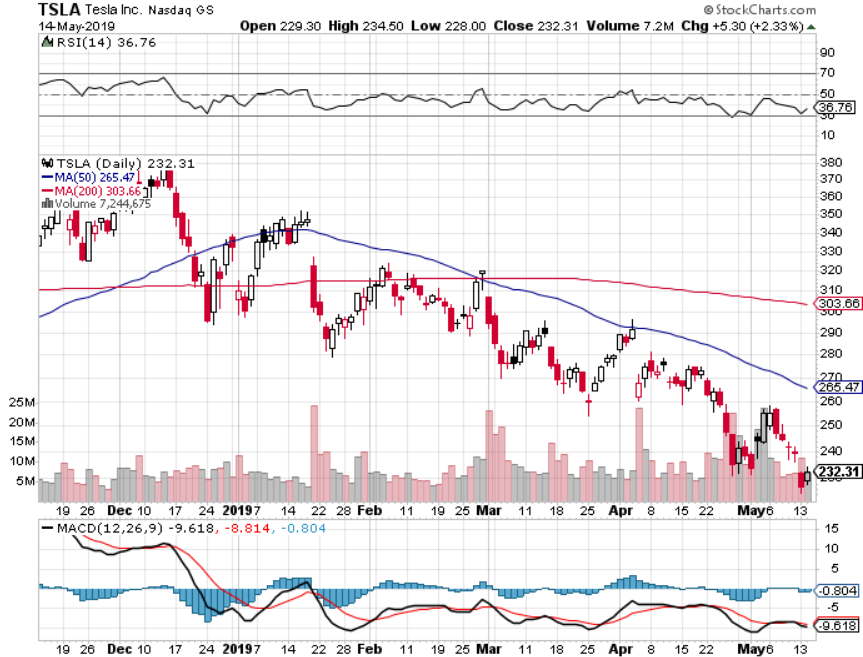 TSLA Tesla Inc. Nasdaq GS © StockCharts.com
14-May-2019 Open 229.30 High 234.50 Low 228.00 Close 232.31 Volume 7.2M Chg +5.30 (+2.33%)
RSI(14) 36.76
90
70
50
36.76
30
10
TSLA (Daily) 232.31
MA(50) 265.47
MA(200) 303.66
Volume 7,244,675
380
370
360
350
340
330
320
310
303.66
300
290
280
270
265.47
260
250
240
232.31
25M
20M
15M
10M
5M
19 26 Dec 10 17 24 2019 7 14 22 28 Feb 11 19 25 Mar 11 18 25 Apr 8 15 22 May 6 13
MACD(12,26,9) -9.618, -8.814, -0.804
15
10
5
-0.804
-5
-9.618
19 26 Dec 10 17 24 2019 7 14 22 28 Feb 11 19 25 Mar 11 18 25 Apr 8 15 22 May 6 13